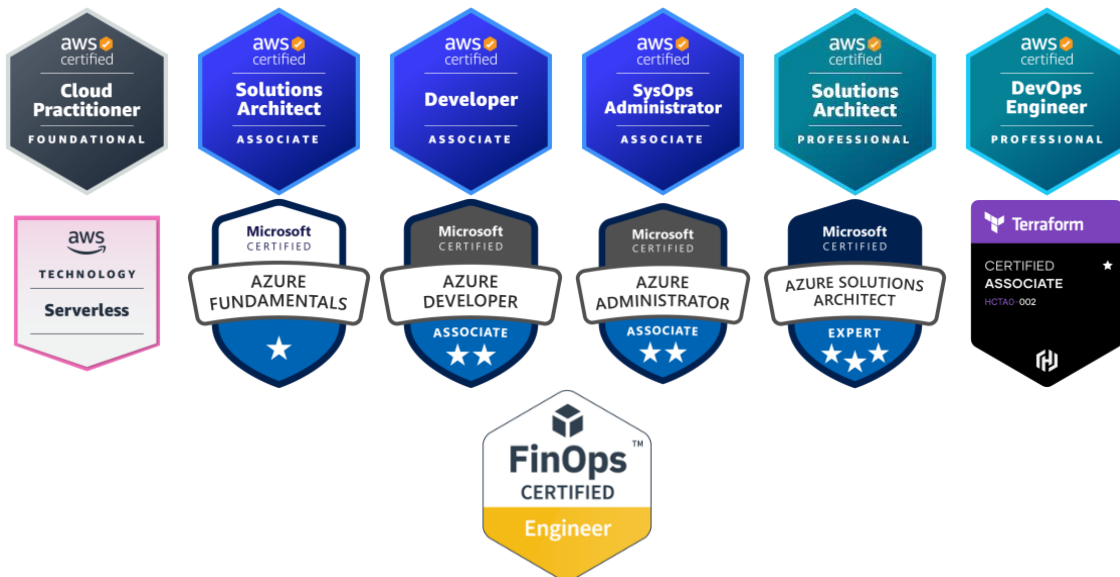 aws
certified
Cloud
Practitioner
FOUNDATIONAL
aws
certified
Solutions
Architect
ASSOCIATE
aws
certified
Developer
ASSOCIATE
aws
certified
SysOps
Administrator
ASSOCIATE
aws
certified
Solutions
Architect
PROFESSIONAL
aws
certified
DevOps
Engineer
PROFESSIONAL
aws
TECHNOLOGY
Serverless
Microsoft
CERTIFIED
AZURE
FUNDAMENTALS
Microsoft
CERTIFIED
AZURE
DEVELOPER
ASSOCIATE
Microsoft
CERTIFIED
AZURE
ADMINISTRATOR
ASSOCIATE
Microsoft
CERTIFIED
AZURE SOLUTIONS
ARCHITECT
EXPERT
Terraform
CERTIFIED
ASSOCIATE
HCTA0-002
FinOps™
CERTIFIED
Engineer